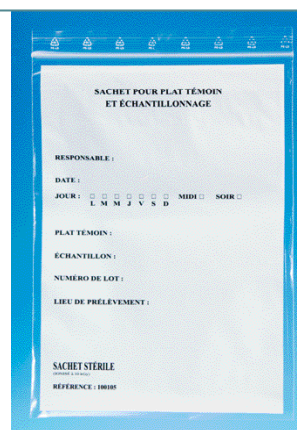 SACHET POUR PLAT TÉMOIN
ET ÉCHANTILLONNAGE
RESPONSABLE :
DATE :
JOUR : □ □ □ □ □ □ □ MIDI □ SOIR □
L M M J V S D
PLAT TÉMOIN :
ÉCHANTILLON :
NUMÉRO DE LOT :
LIEU DE PRÉLÈVEMENT :
SACHET STÉRILE
RÉFÉRENCE : 100105